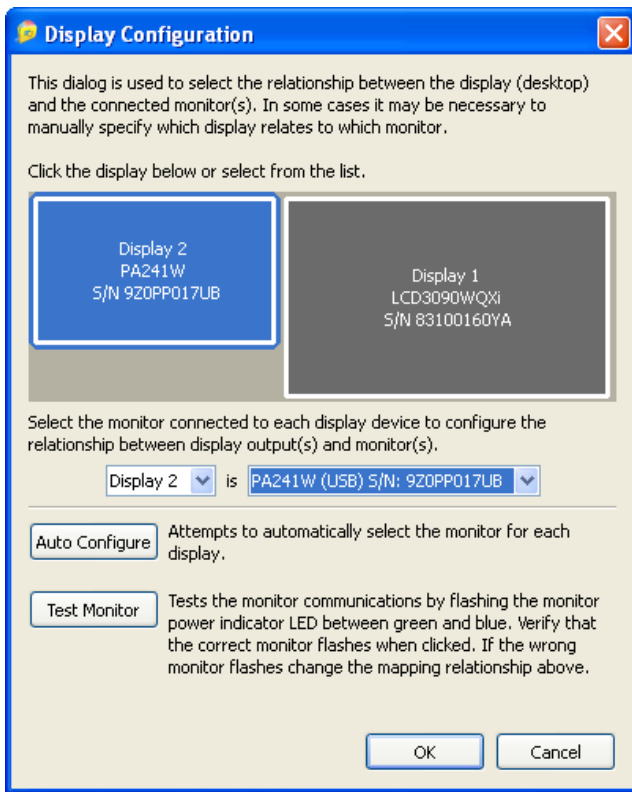 Display Configuration
This dialog is used to select the relationship between the display (desktop)
and the connected monitor(s). In some cases it may be necessary to
manually specify which display relates to which monitor.
Click the display below or select from the list.
Display 2
PA241W
S/N 9Z0PP017UB
Display 1
LCD3090WQXi
S/N 83100160YA
Select the monitor connected to each display device to configure the
relationship between display output(s) and monitor(s).
Display 2 is PA241W (USB) S/N: 9Z0PP017UB
Auto Configure
Attempts to automatically select the monitor for each
display.
Test Monitor
Tests the monitor communications by flashing the monitor
power indicator LED between green and blue. Verify that
the correct monitor flashes when clicked. If the wrong
monitor flashes change the mapping relationship above.
OK Cancel